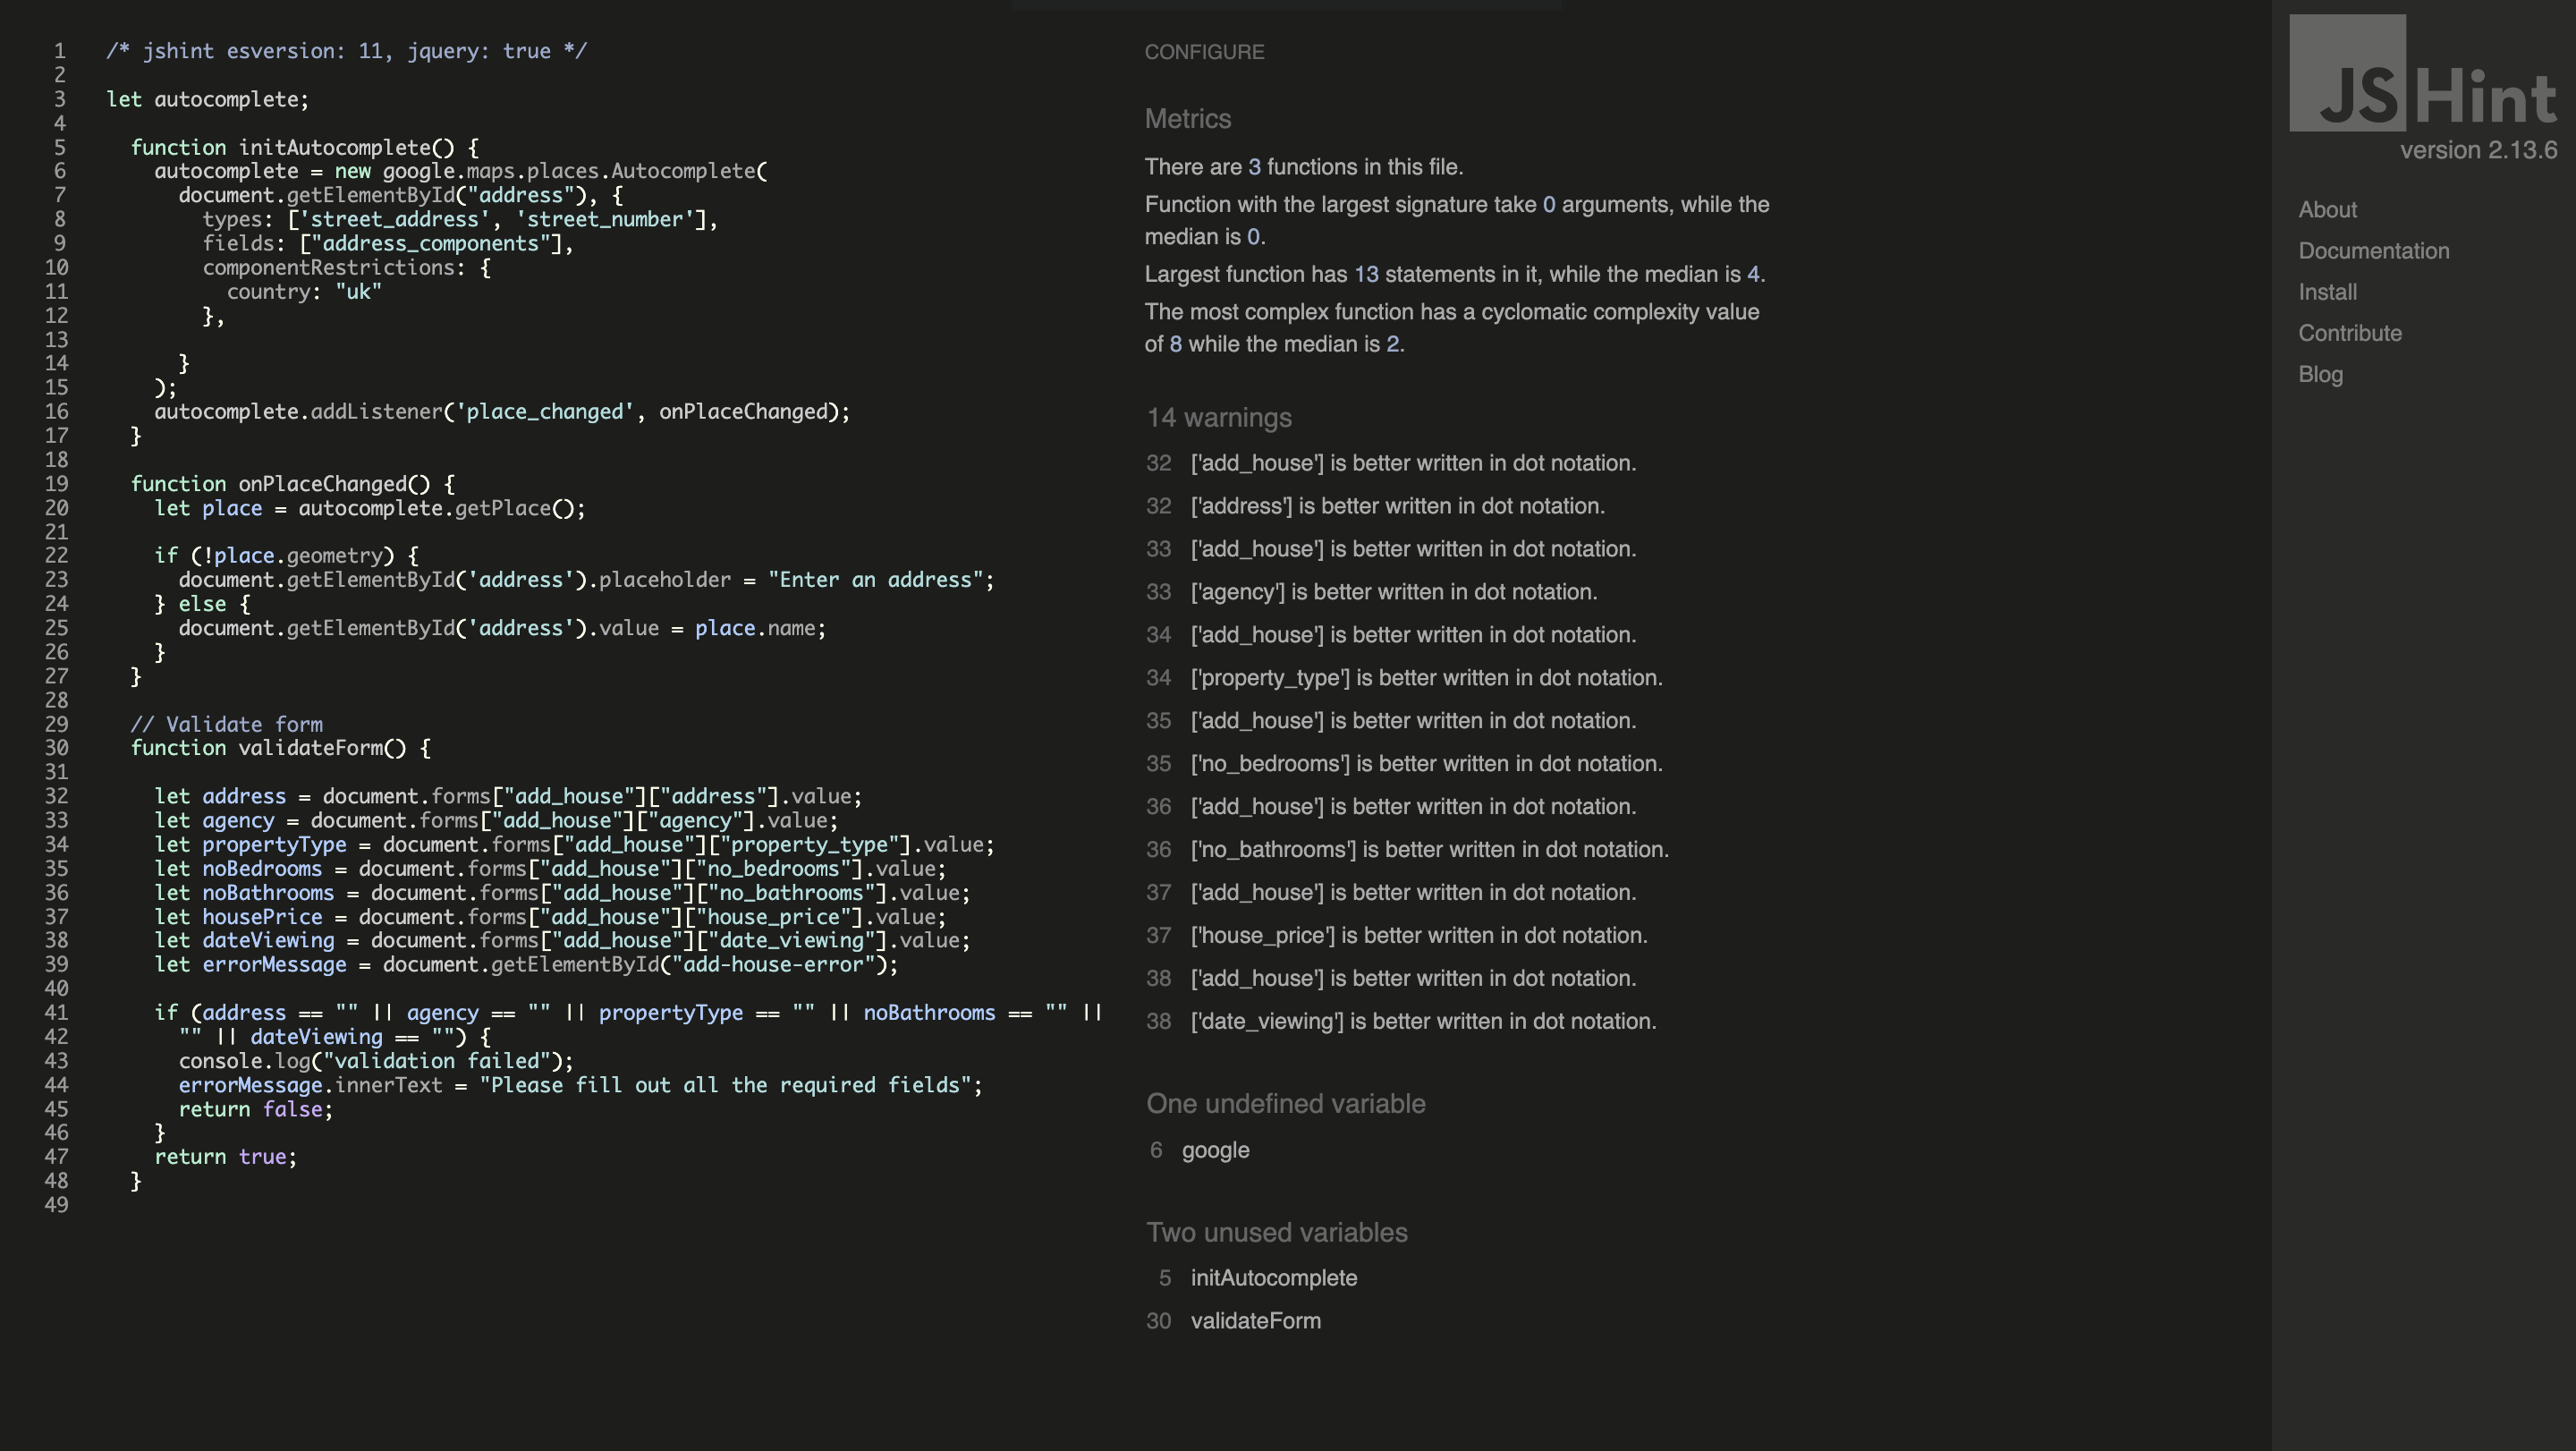 1 /* jshint esversion: 11, jquery: true */
2
3 let autocomplete;
4
5 function initAutocomplete() {
6 autocomplete = new google.maps.places.Autocomplete(
7 document.getElementById("address"), {
8 types: ['street_address', 'street_number'],
9 fields: ["address_components"],
10 componentRestrictions: {
11 country: "uk"
12 },
13
14 }
15 );
16 autocomplete.addListener('place_changed', onPlaceChanged);
17 }
18
19 function onPlaceChanged() {
20 let place = autocomplete.getPlace();
21
22 if (!place.geometry) {
23 document.getElementById('address').placeholder = "Enter an address";
24 } else {
25 document.getElementById('address').value = place.name;
26 }
27 }
28
29 // Validate form
30 function validateForm() {
31
32 let address = document.forms["add_house"]["address"].value;
33 let agency = document.forms["add_house"]["agency"].value;
34 let propertyType = document.forms["add_house"]["property_type"].value;
35 let noBedrooms = document.forms["add_house"]["no_bedrooms"].value;
36 let noBathrooms = document.forms["add_house"]["no_bathrooms"].value;
37 let housePrice = document.forms["add_house"]["house_price"].value;
38 let dateViewing = document.forms["add_house"]["date_viewing"].value;
39 let errorMessage = document.getElementById("add-house-error");
40
41 if (address == "" || agency == "" || propertyType == "" || noBathrooms == "" ||
42 "" || dateViewing == "") {
43 console.log("validation failed");
44 errorMessage.innerText = "Please fill out all the required fields";
45 return false;
46 }
47 return true;
48 }
49
CONFIGURE
Metrics
There are 3 functions in this file.
Function with the largest signature take 0 arguments, while the
median is 0.
Largest function has 13 statements in it, while the median is 4.
The most complex function has a cyclomatic complexity value
of 8 while the median is 2.
14 warnings
32 ['add_house'] is better written in dot notation.
32 ['address'] is better written in dot notation.
33 ['add_house'] is better written in dot notation.
33 ['agency'] is better written in dot notation.
34 ['add_house'] is better written in dot notation.
34 ['property_type'] is better written in dot notation.
35 ['add_house'] is better written in dot notation.
35 ['no_bedrooms'] is better written in dot notation.
36 ['add_house'] is better written in dot notation.
36 ['no_bathrooms'] is better written in dot notation.
37 ['add_house'] is better written in dot notation.
37 ['house_price'] is better written in dot notation.
38 ['add_house'] is better written in dot notation.
38 ['date_viewing'] is better written in dot notation.
One undefined variable
6 google
Two unused variables
5 initAutocomplete
30 validateForm
JSHint
version 2.13.6
About
Documentation
Install
Contribute
Blog